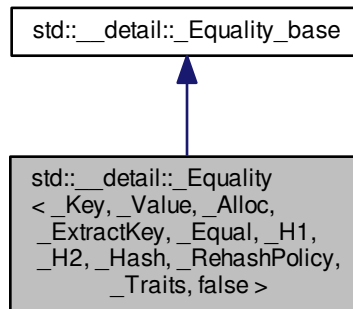 std::__detail::_Equality_base
std::__detail::_Equality
< _Key, _Value, _Alloc,
_ExtractKey, _Equal, _H1,
_H2, _Hash, _RehashPolicy,
_Traits, false >